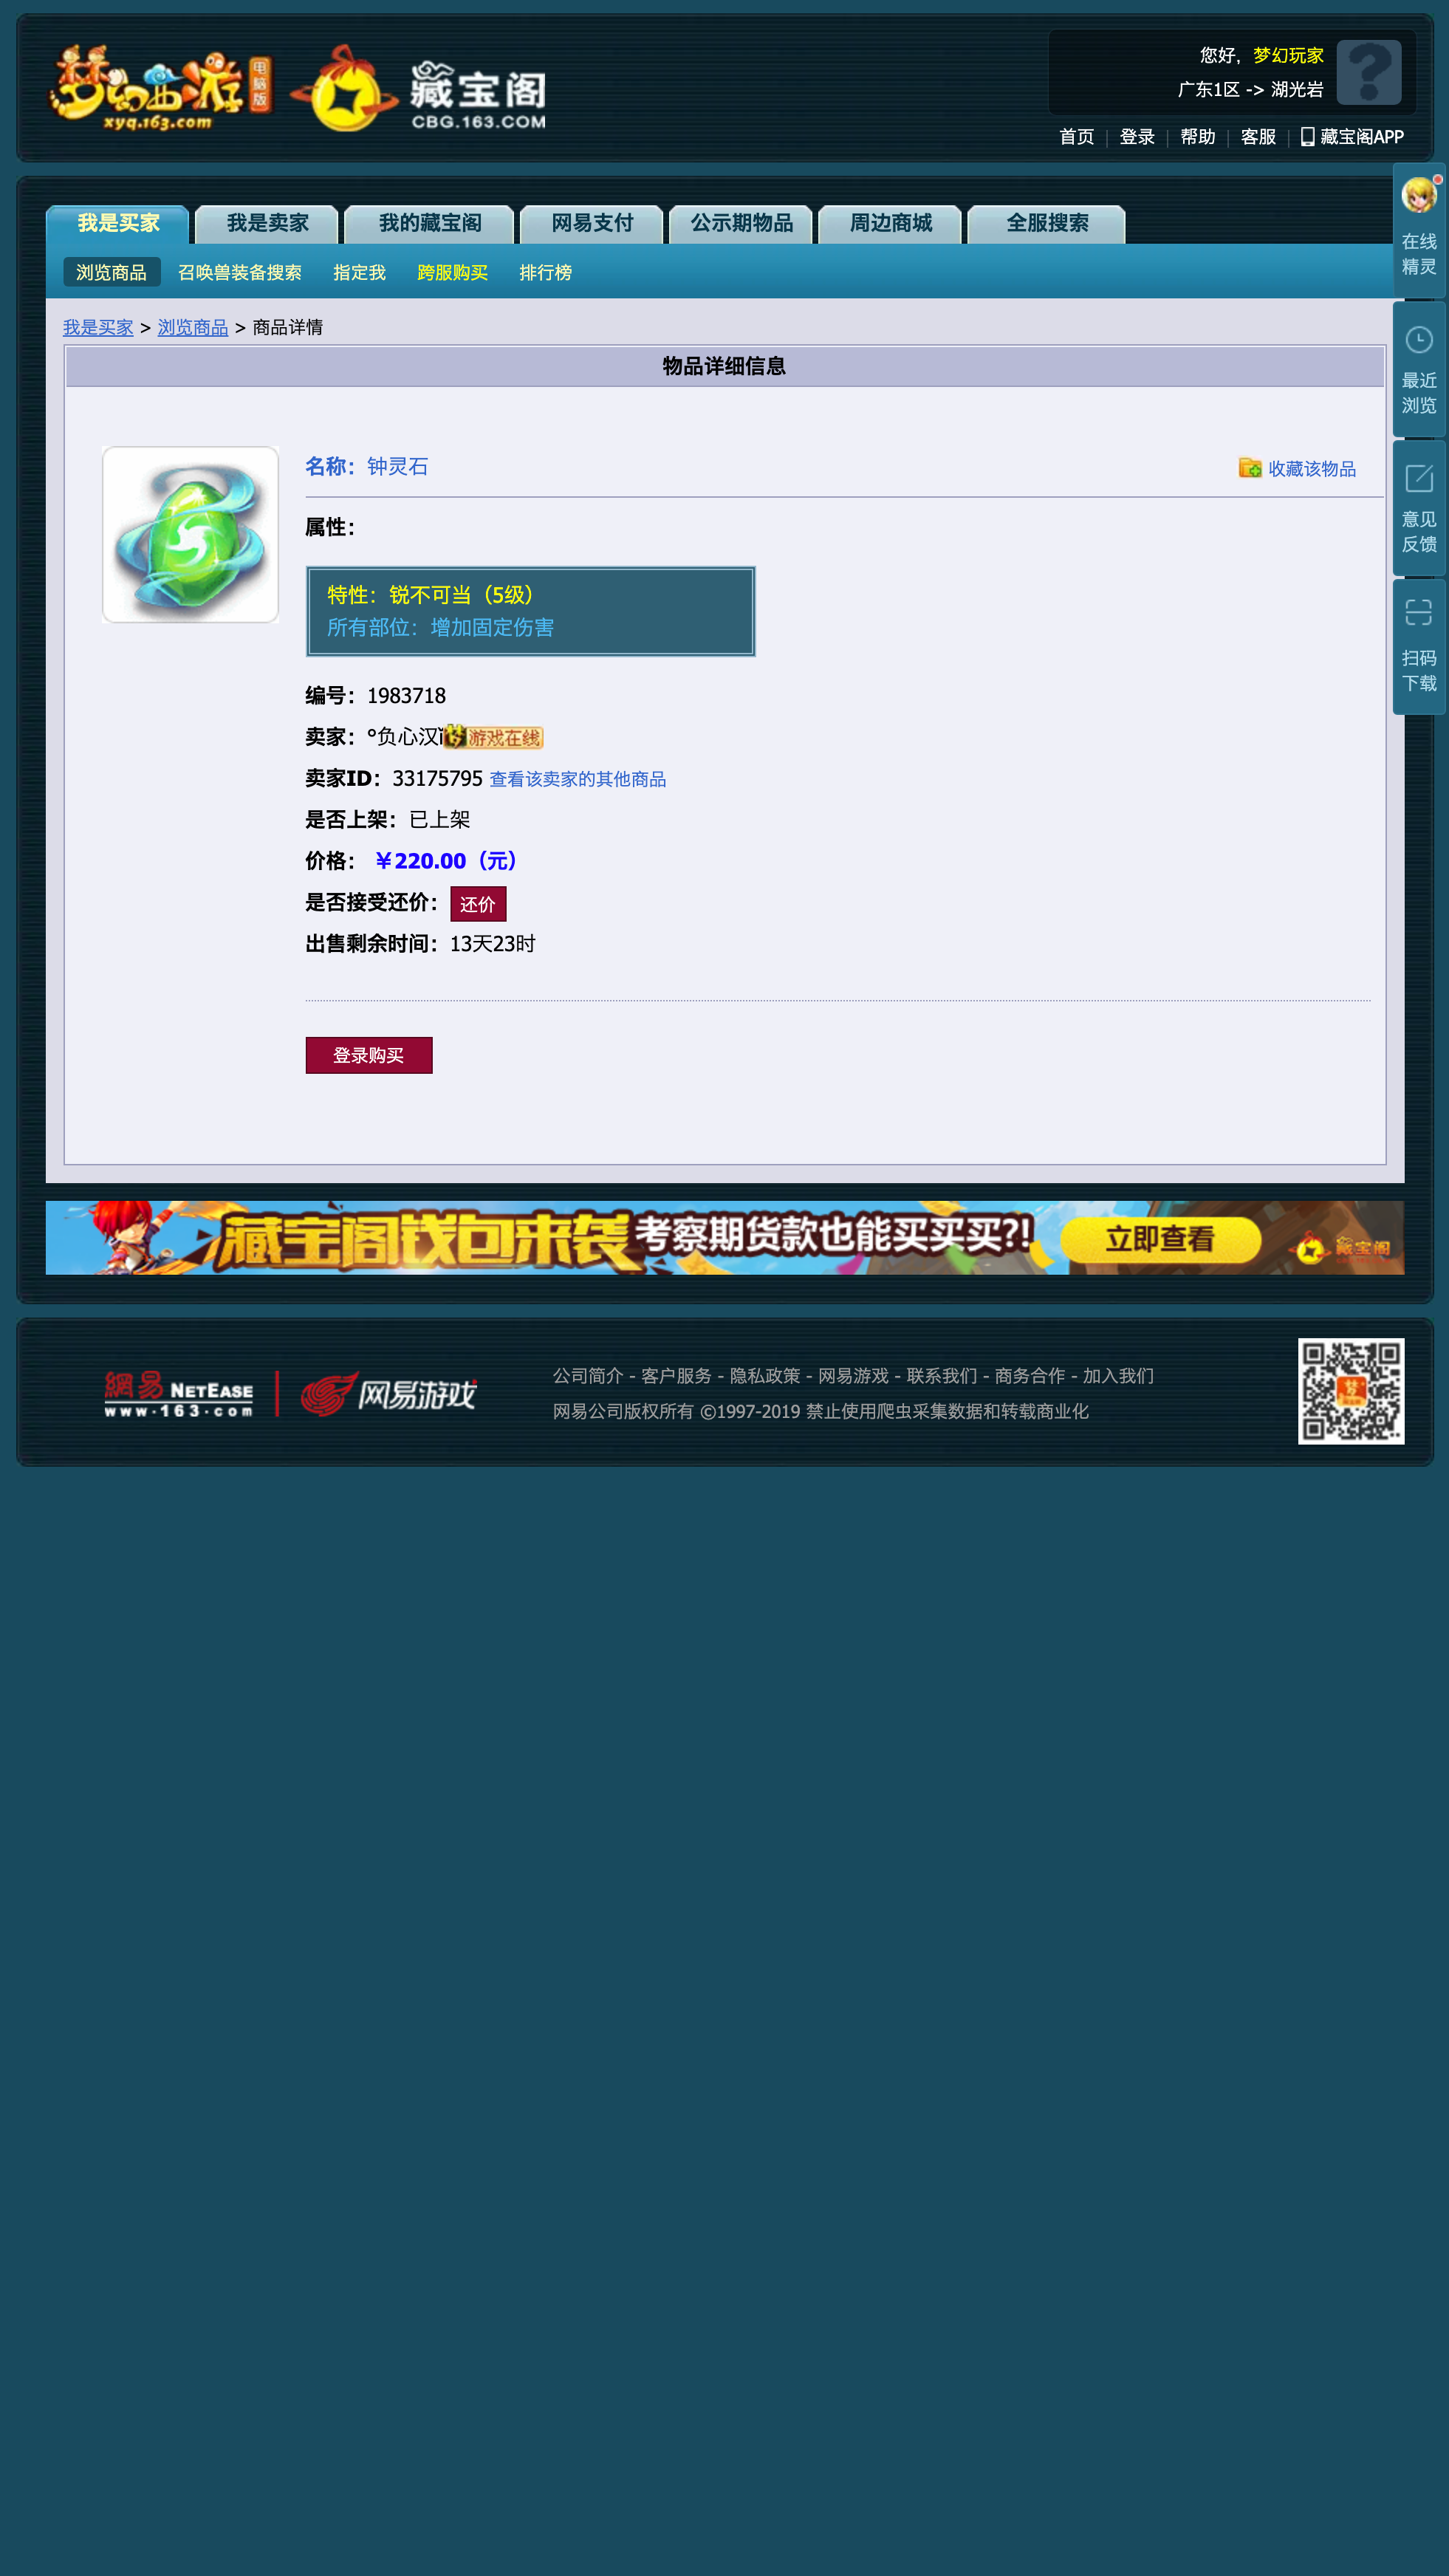 梦幻西游 电脑版
xyq.163.com
藏宝阁
CBG.163.COM
您好，梦幻玩家
广东1区 -> 湖光岩
首页 | 登录 | 帮助 | 客服 | 藏宝阁APP
我是买家 我是卖家 我的藏宝阁 网易支付 公示期物品 周边商城 全服搜索
浏览商品 召唤兽装备搜索 指定我 跨服购买 排行榜
我是买家 > 浏览商品 > 商品详情
物品详细信息
名称：钟灵石
收藏该物品
属性：
特性：锐不可当（5级）
所有部位：增加固定伤害
编号：1983718
卖家：°负心汉 游戏在线
卖家ID：33175795 查看该卖家的其他商品
是否上架：已上架
价格：￥220.00（元）
是否接受还价：还价
出售剩余时间：13天23时
登录购买
在线
精灵
最近
浏览
意见
反馈
扫码
下载
藏宝阁钱包来袭 考察期货款也能买买买?! 立即查看 藏宝阁
網易 NETEASE
www.163.com
网易游戏
公司简介 - 客户服务 - 隐私政策 - 网易游戏 - 联系我们 - 商务合作 - 加入我们
网易公司版权所有 ©1997-2019 禁止使用爬虫采集数据和转载商业化